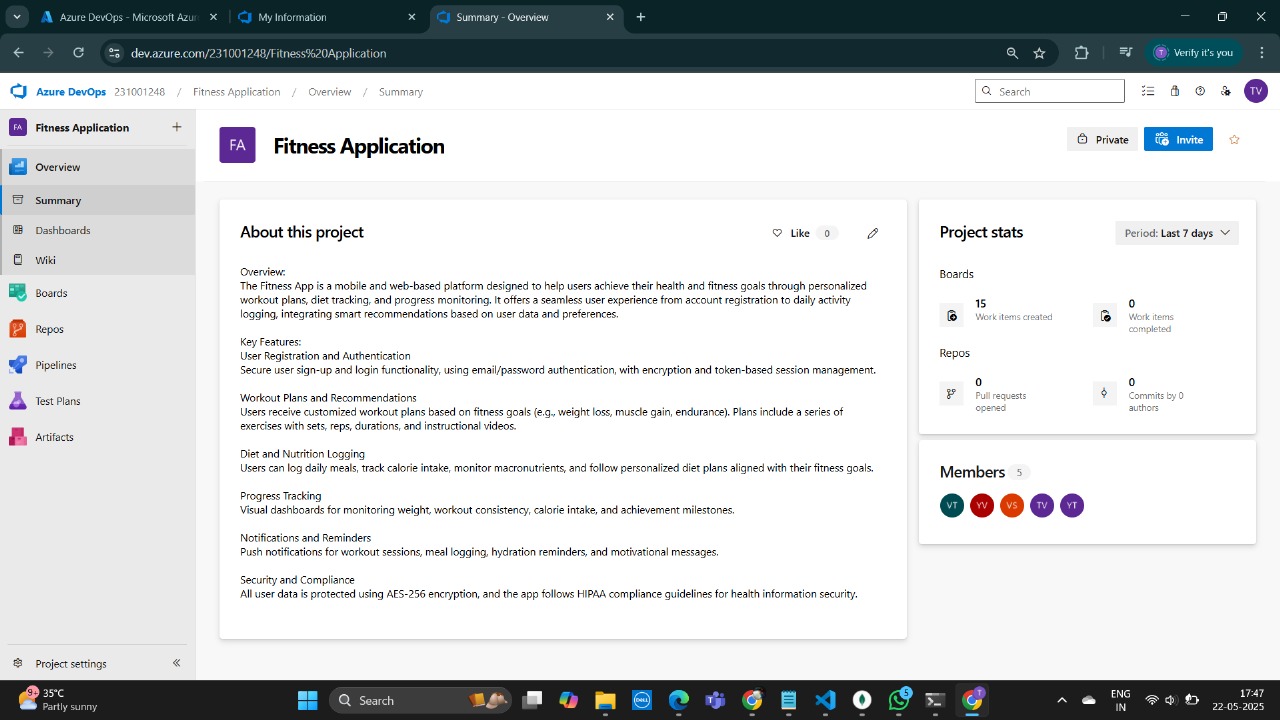 Azure DevOps - Microsoft Azur
My Information
Summary - Overview
dev.azure.com/231001248/Fitness%20Application
T
Verify it's you
Azure DevOps 231001248 / Fitness Application / Overview / Summary
Search
TV
FA
Fitness Application
Overview
Summary
Dashboards
Wiki
Boards
Repos
Pipelines
Test Plans
Artifacts
Project settings
FA
Fitness Application
Private
Invite
About this project
Like 0
Overview:
The Fitness App is a mobile and web-based platform designed to help users achieve their health and fitness goals through personalized
workout plans, diet tracking, and progress monitoring. It offers a seamless user experience from account registration to daily activity
logging, integrating smart recommendations based on user data and preferences.
Key Features:
User Registration and Authentication
Secure user sign-up and login functionality, using email/password authentication, with encryption and token-based session management.
Workout Plans and Recommendations
Users receive customized workout plans based on fitness goals (e.g., weight loss, muscle gain, endurance). Plans include a series of
exercises with sets, reps, durations, and instructional videos.
Diet and Nutrition Logging
Users can log daily meals, track calorie intake, monitor macronutrients, and follow personalized diet plans aligned with their fitness goals.
Progress Tracking
Visual dashboards for monitoring weight, workout consistency, calorie intake, and achievement milestones.
Notifications and Reminders
Push notifications for workout sessions, meal logging, hydration reminders, and motivational messages.
Security and Compliance
All user data is protected using AES-256 encryption, and the app follows HIPAA compliance guidelines for health information security.
Project stats
Period: Last 7 days
Boards
15
Work items created
0
Work items
completed
Repos
0
Pull requests
opened
0
Commits by 0
authors
Members 5
VT
YV
VS
TV
YT
9+
35°C
Partly sunny
Search
DELL
5
T
ENG
IN
17:47
22-05-2025